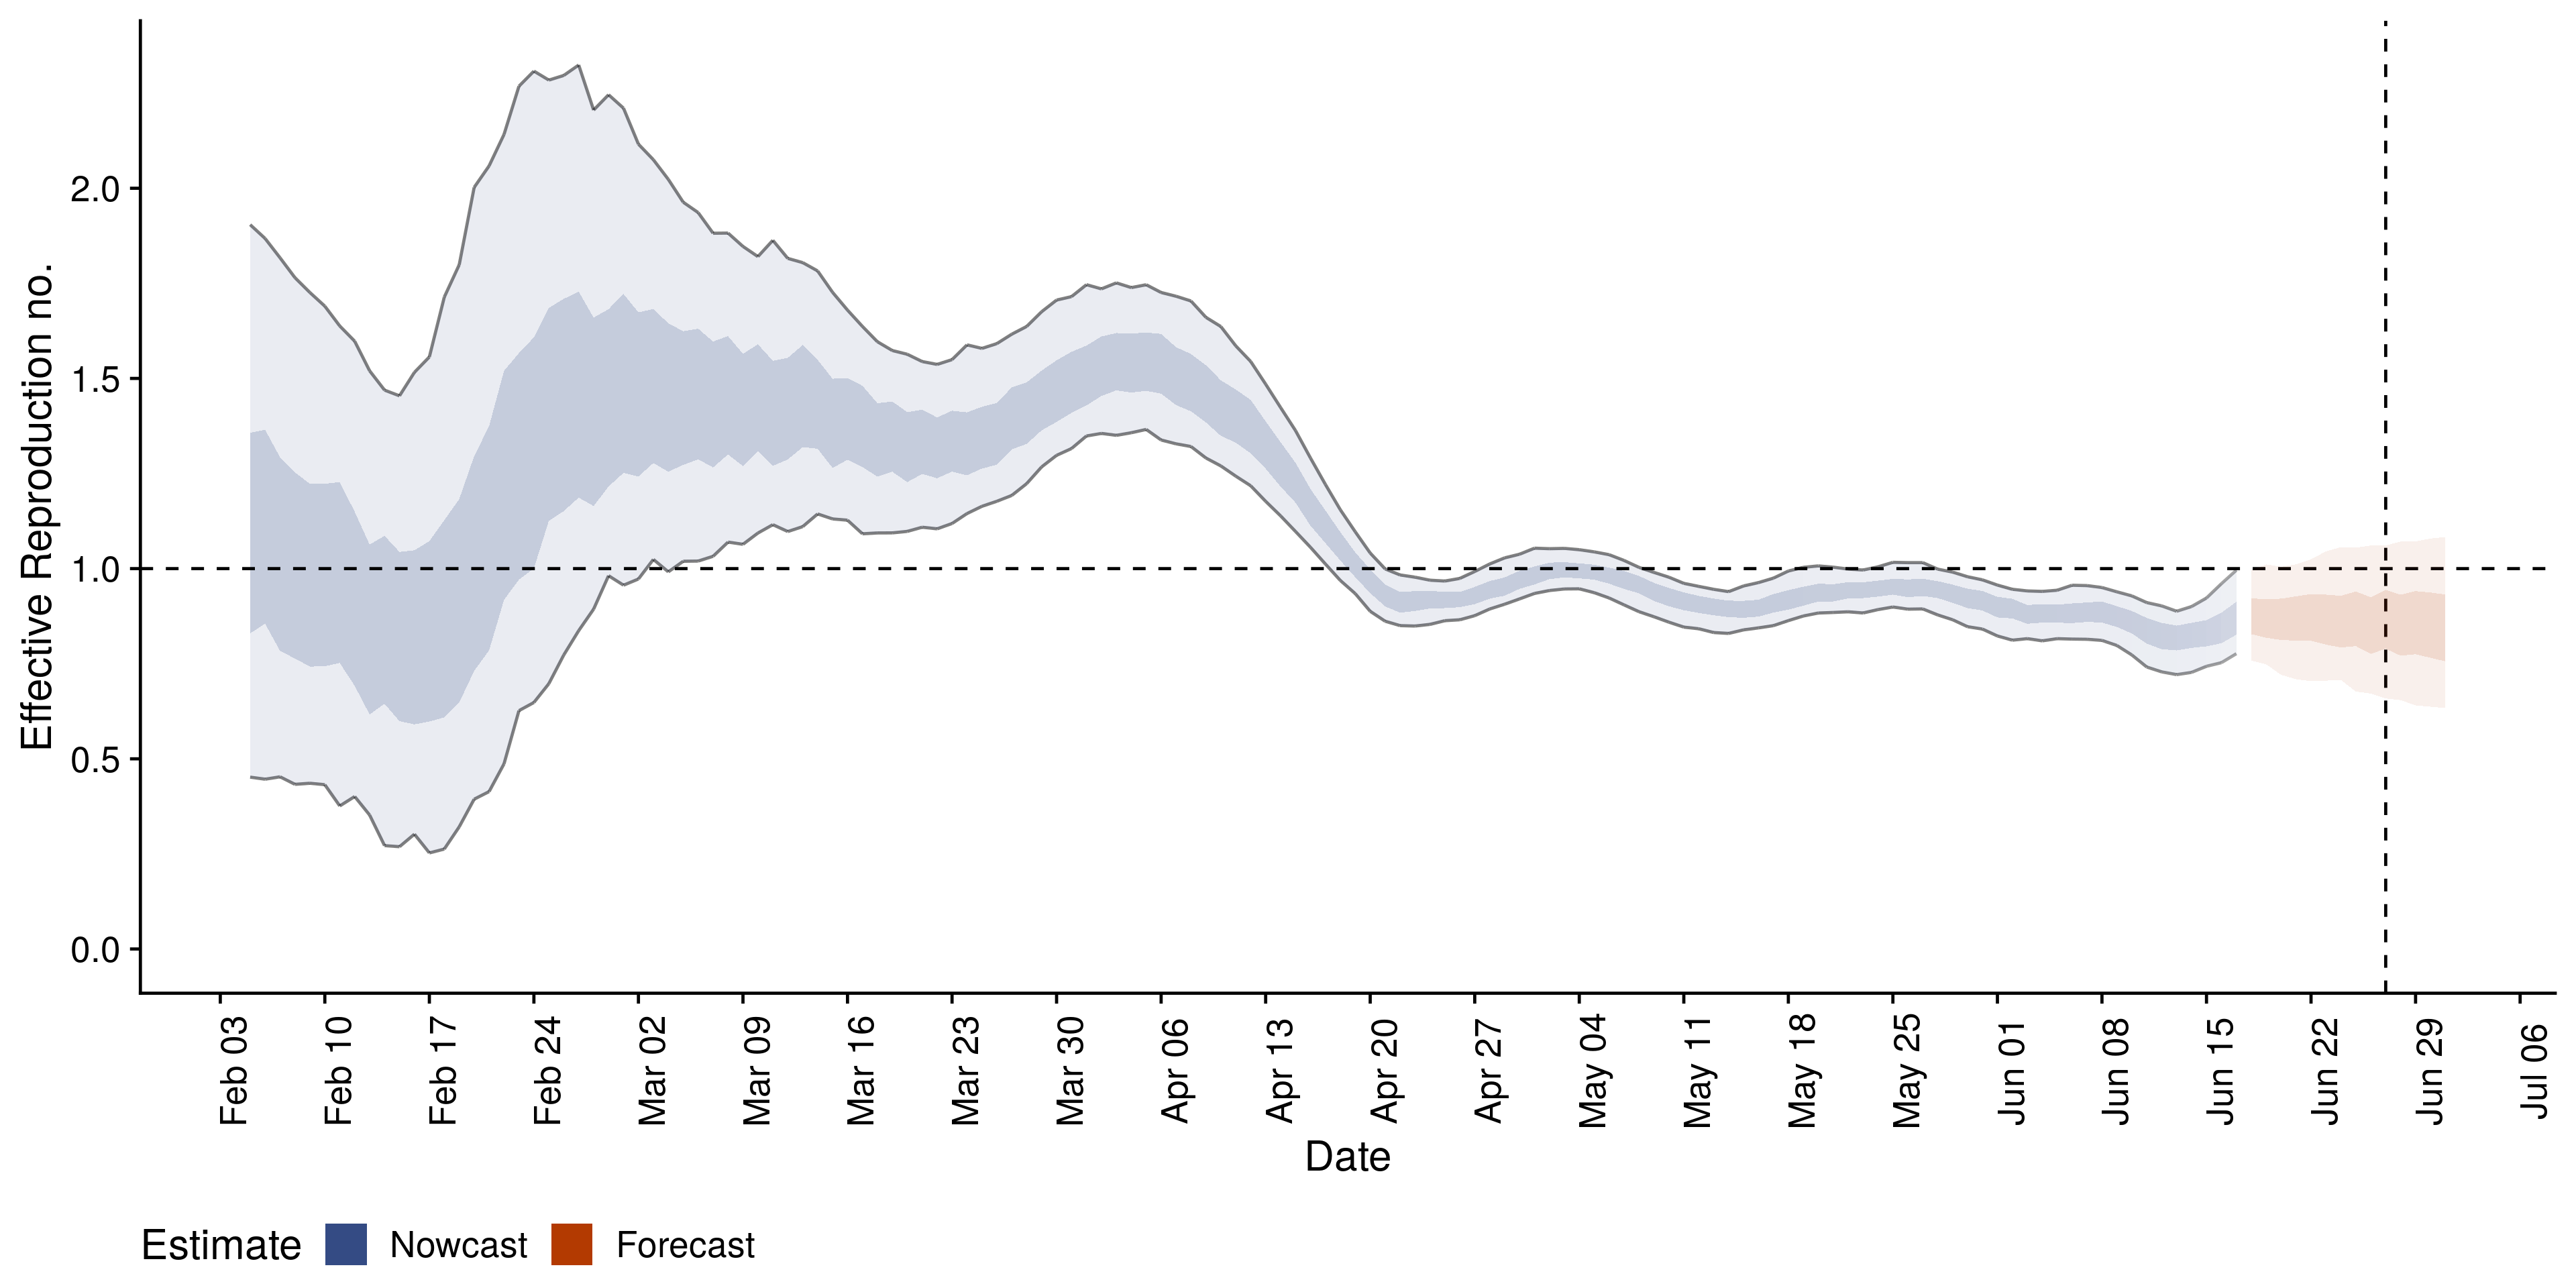 Effective Reproduction no.
2.0
1.5
1.0
0.5
0.0
Feb 03
Feb 10
Feb 17
Feb 24
Mar 02
Mar 09
Mar 16
Mar 23
Mar 30
Apr 06
Apr 13
Apr 20
Apr 27
May 04
May 11
May 18
May 25
Jun 01
Jun 08
Jun 15
Jun 22
Jun 29
Jul 06
Date
Estimate Nowcast Forecast